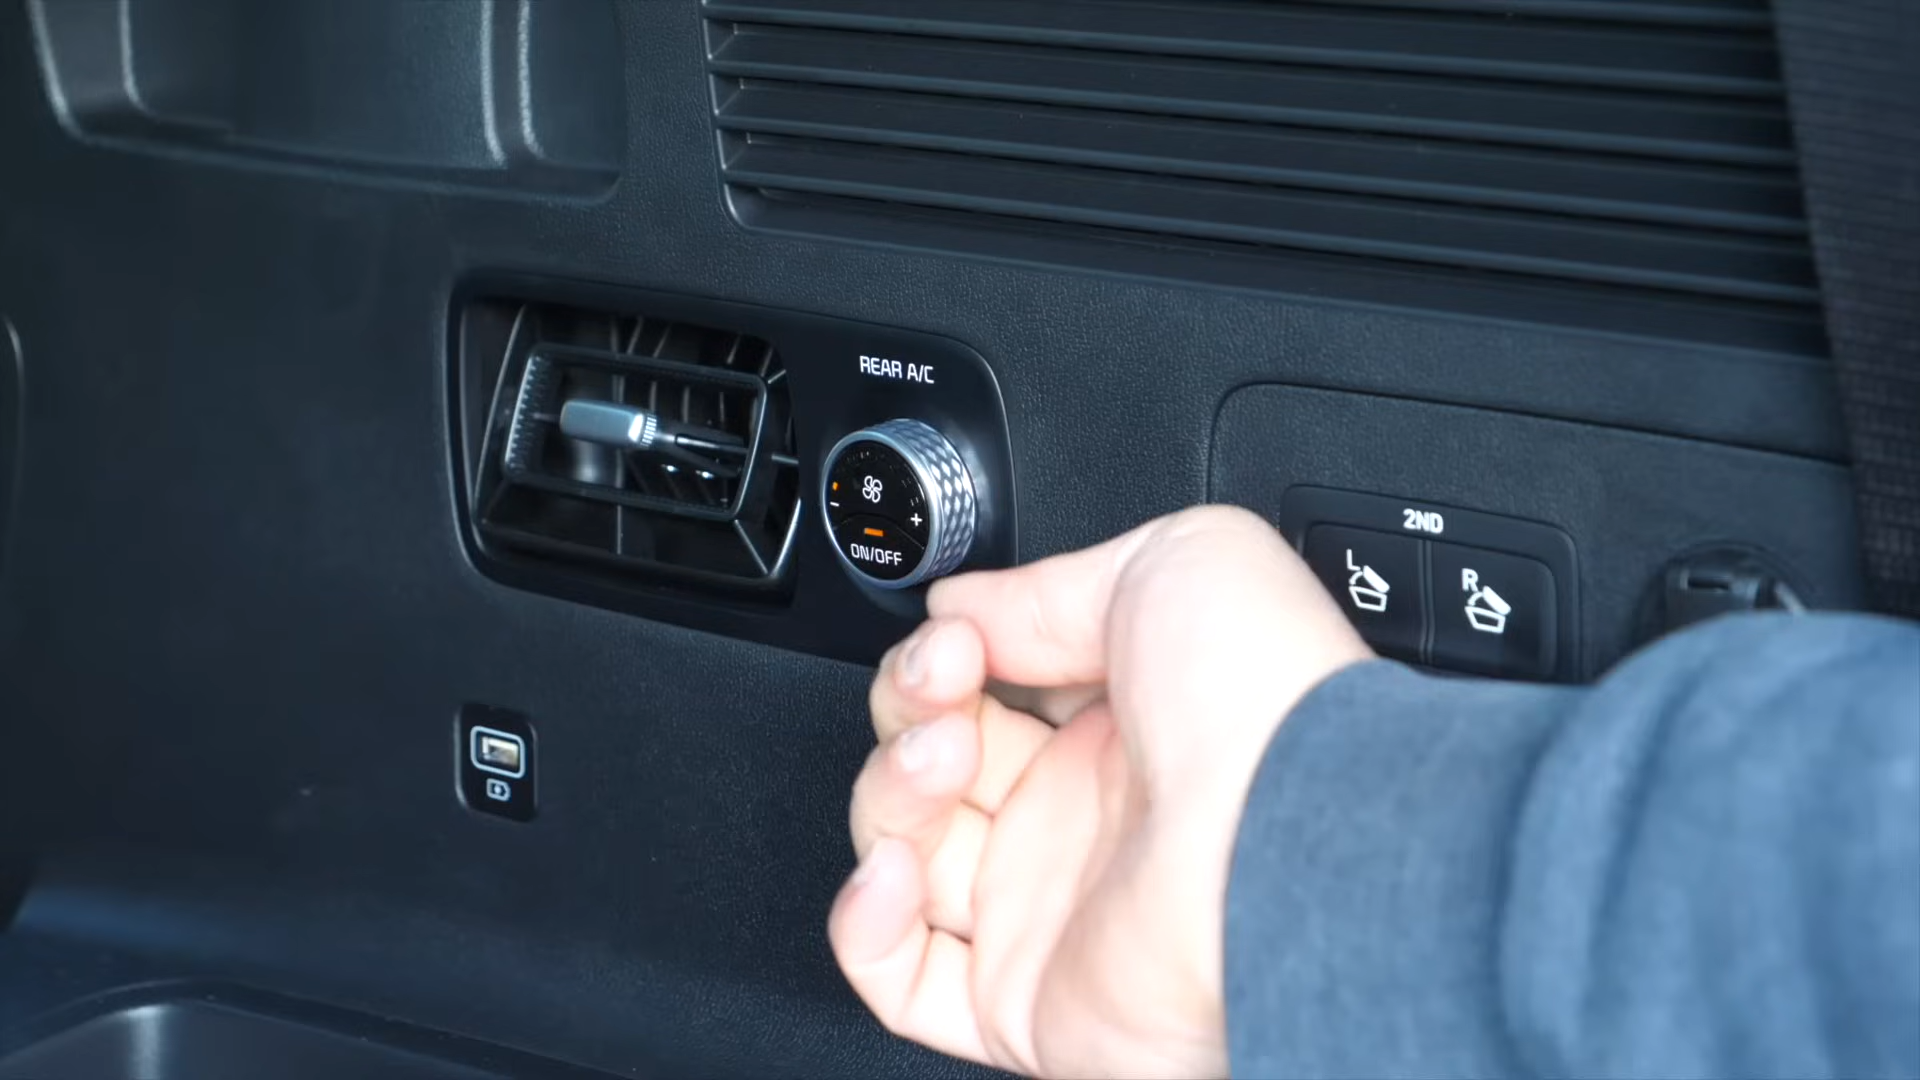 REAR A/C
- +
ON/OFF
2ND
L
R